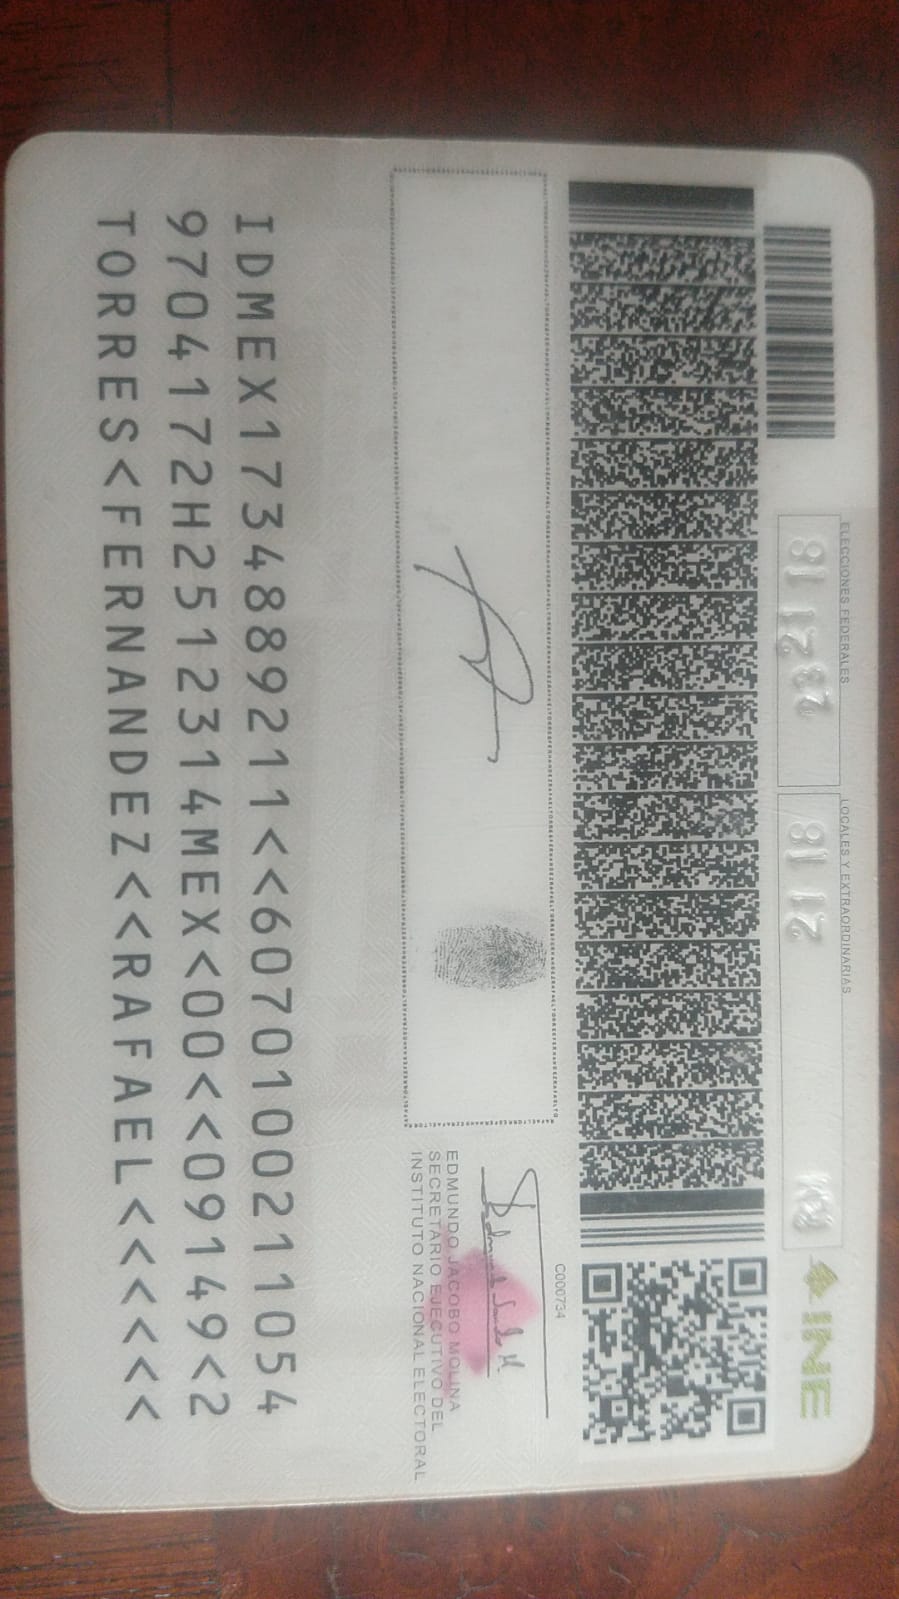 ELECCIONES FEDERALES
LOCALES Y EXTRAORDINARIAS
INE
C000734
EDMUNDO JACOBO MOLINA
SECRETARIO EJECUTIVO DEL
INSTITUTO NACIONAL ELECTORAL
IDMEX1734889211<<6070100211054
9704172H2512314MEX<00<<09149<2
TORRES<FERNANDEZ<<RAFAEL<<<<<<